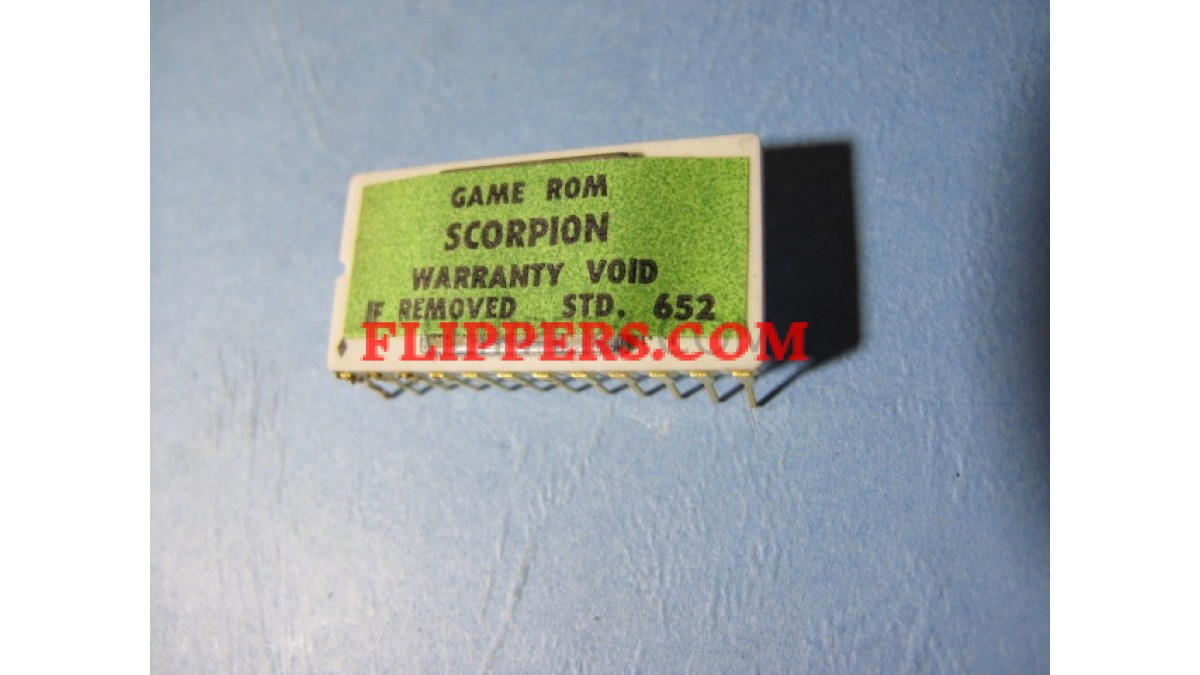 GAME ROM
SCORPION
WARRANTY VOID
IF REMOVED STD. 652
FLIPPERS.COM